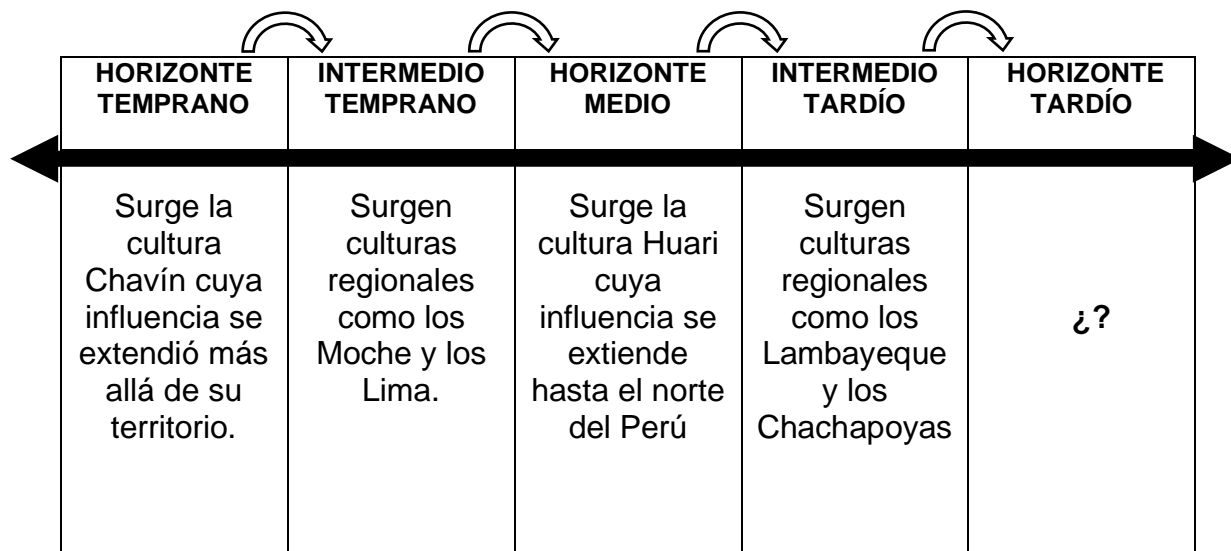 HORIZONTE
TEMPRANO
INTERMEDIO
TEMPRANO
HORIZONTE
MEDIO
INTERMEDIO
TARDÍO
HORIZONTE
TARDÍO
Surge la
cultura
Chavín cuya
influencia se
extendió más
allá de su
territorio.
Surgen
culturas
regionales
como los
Moche y los
Lima.
Surge la
cultura Huari
cuya
influencia se
extiende
hasta el norte
del Perú
Surgen
culturas
regionales
como los
Lambayeque
y los
Chachapoyas
¿?